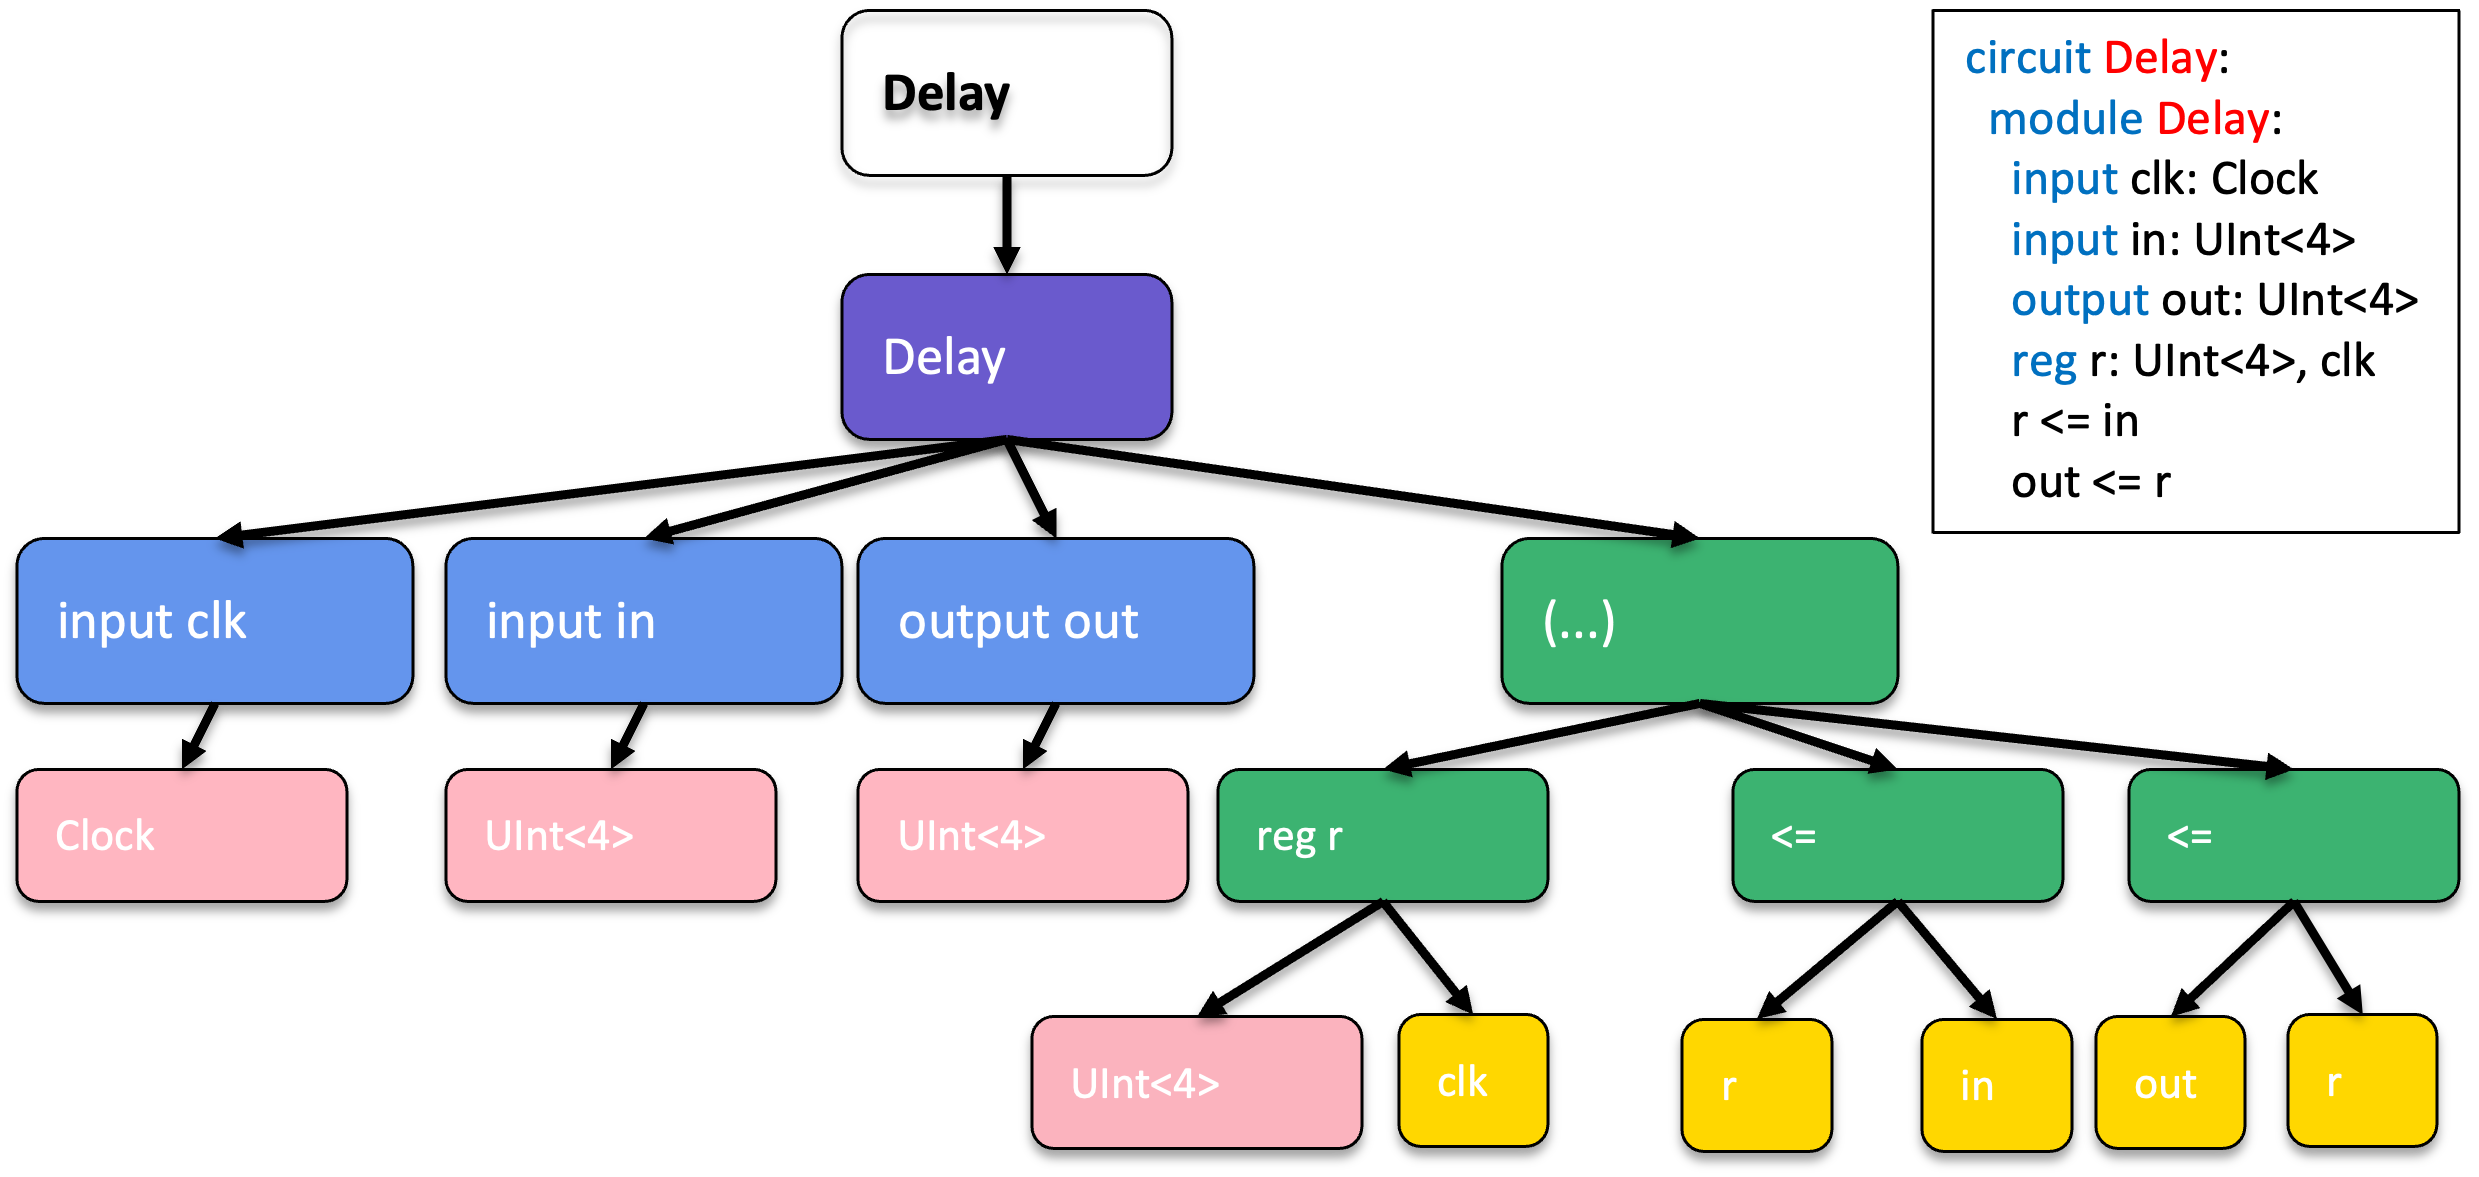 Delay
circuit Delay:
module Delay:
input clk: Clock
input in: UInt<4>
output out: UInt<4>
reg r: UInt<4>, clk
r <= in
out <= r
Delay
input clk
input in
output out
(...)
Clock
UInt<4>
UInt<4>
reg r
<=
<=
UInt<4>
clk
r
in
out
r